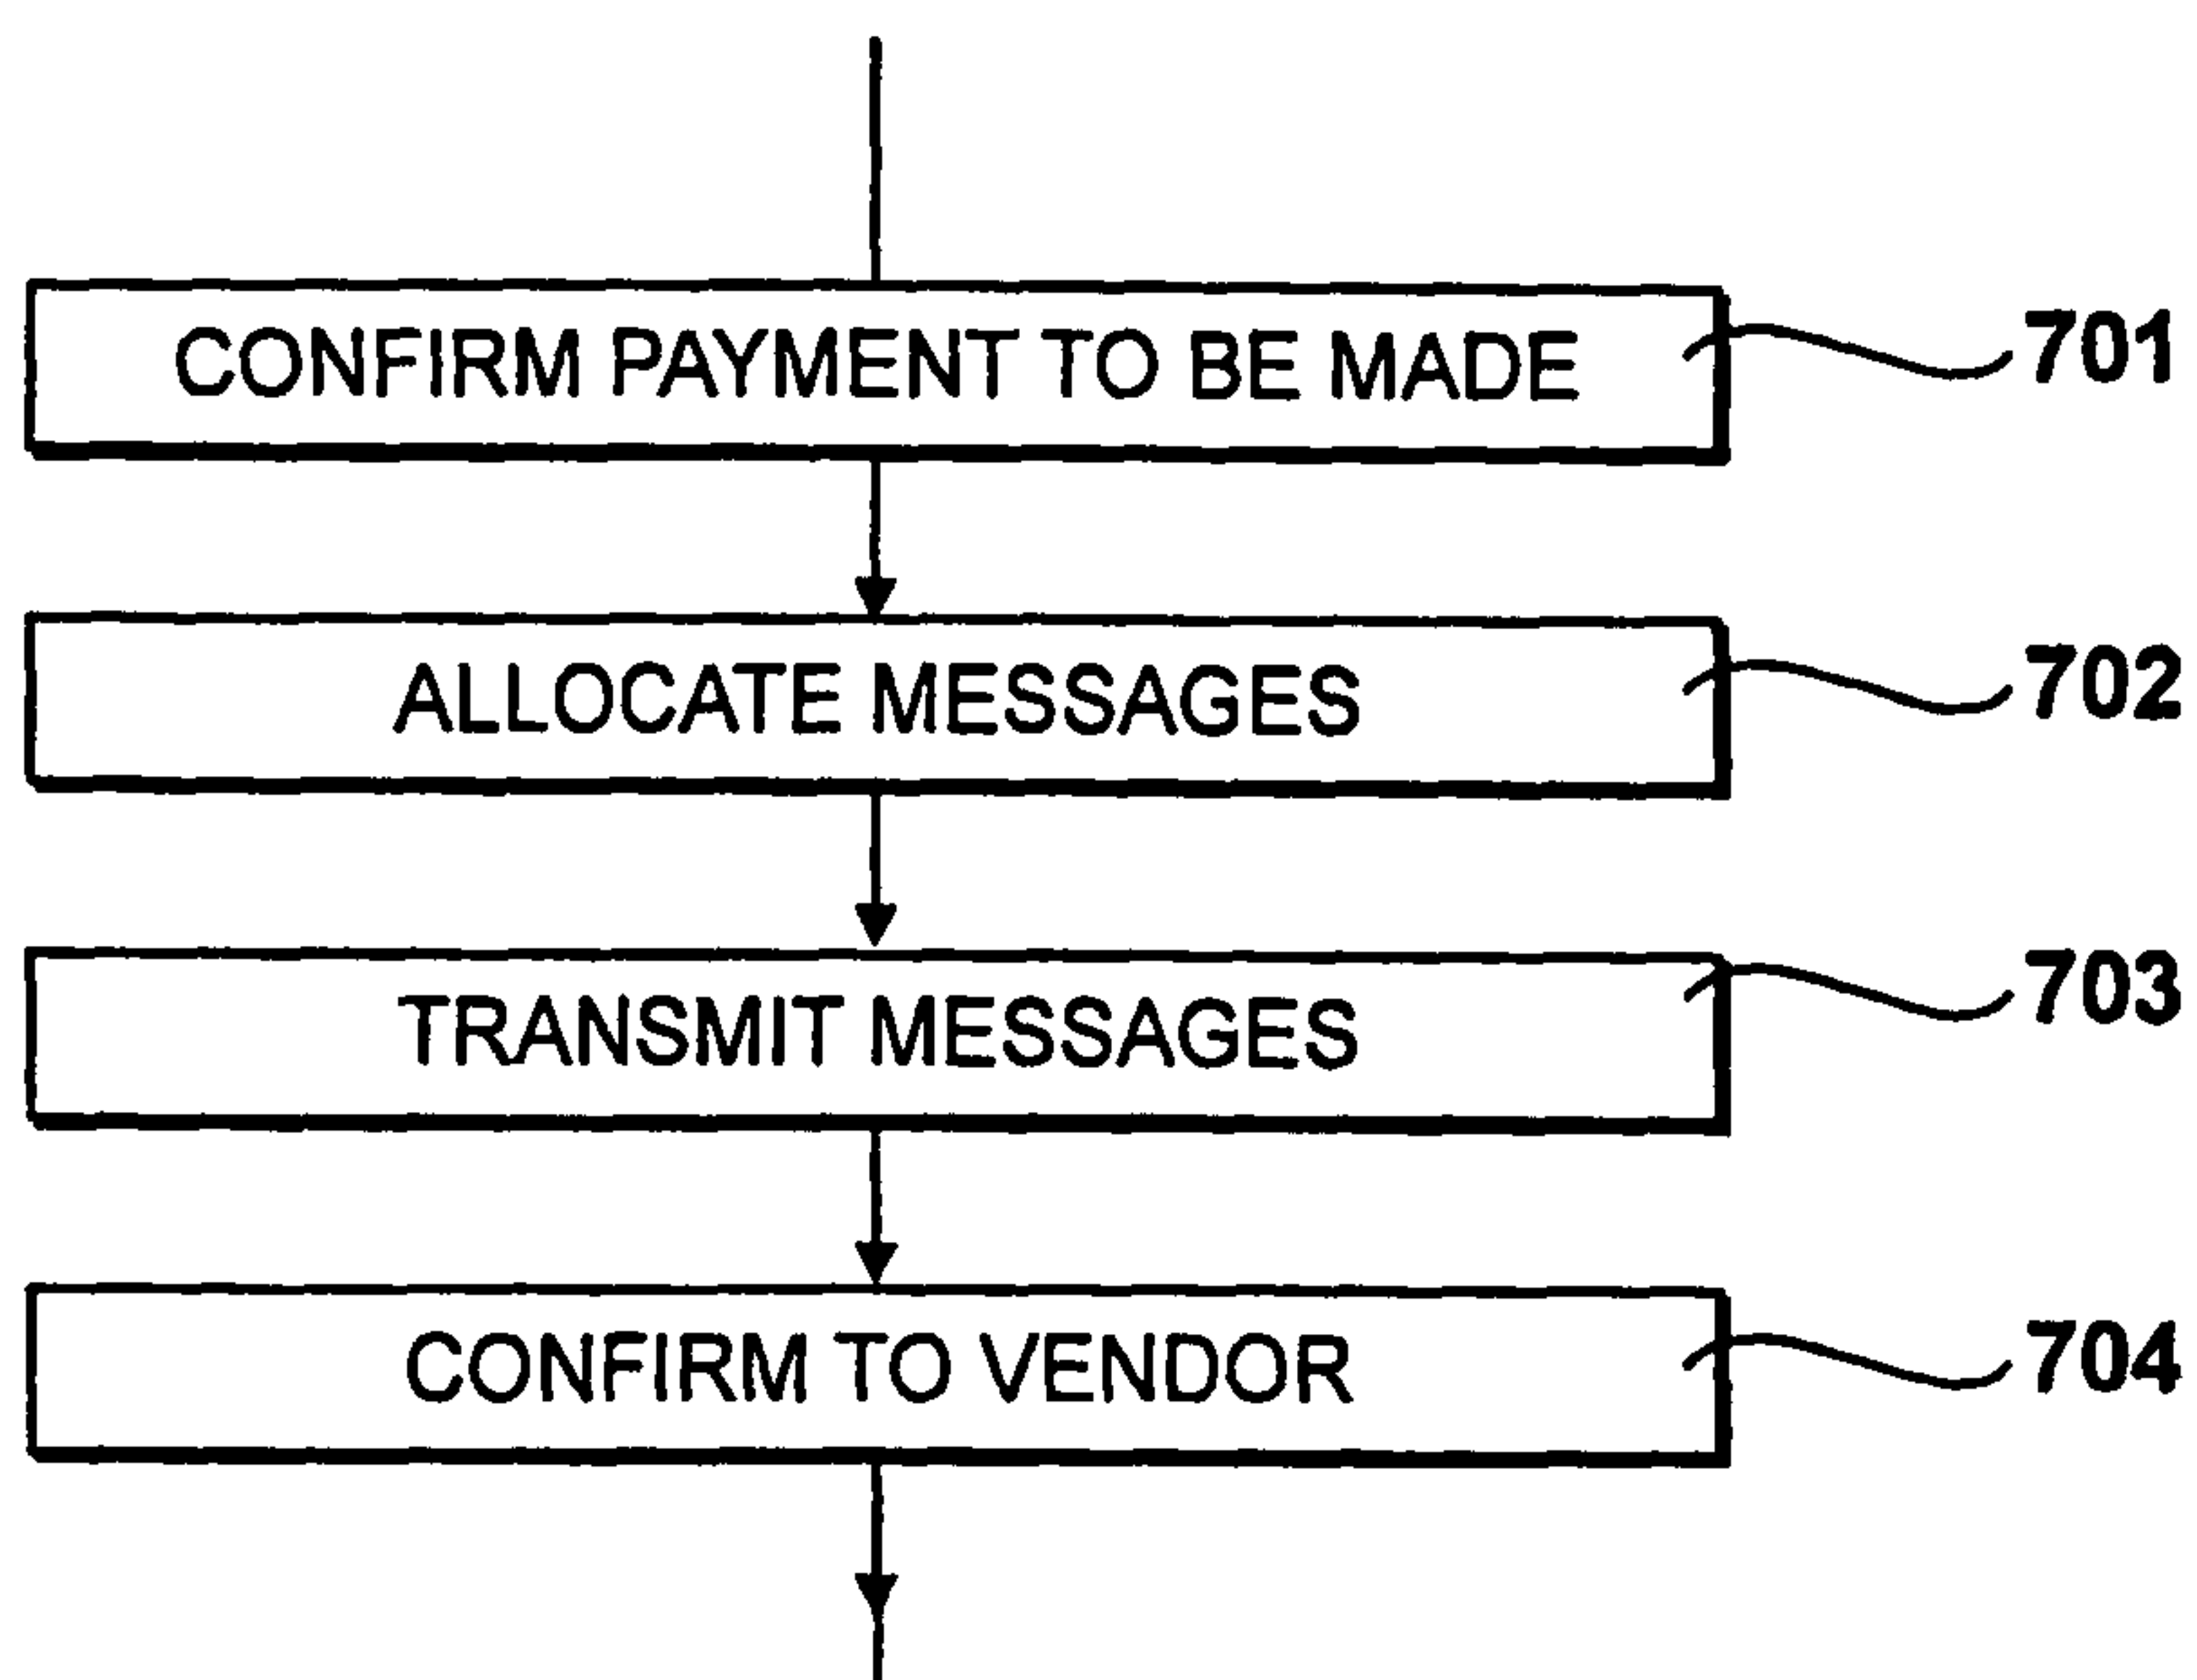 CONFIRM PAYMENT TO BE MADE 701
ALLOCATE MESSAGES 702
TRANSMIT MESSAGES 703
CONFIRM TO VENDOR 704